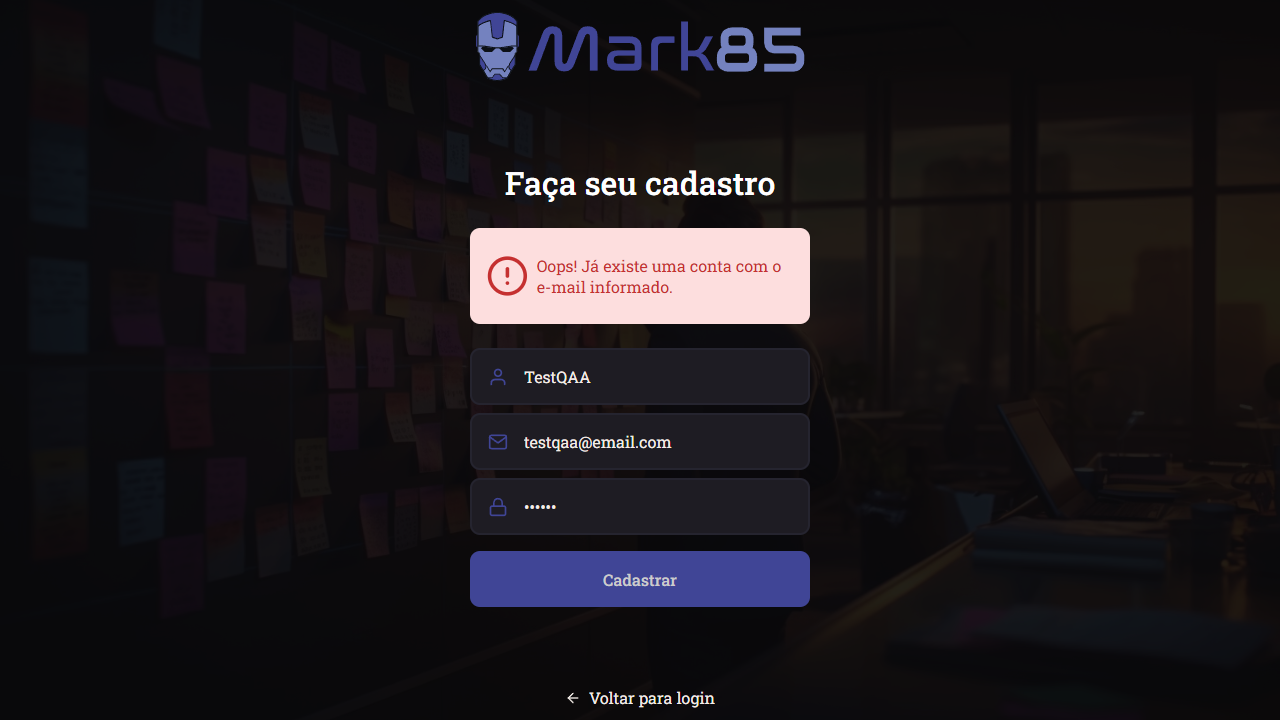 Mark85
Faça seu cadastro
Oops! Já existe uma conta com o
e-mail informado.
TestQAA
testqaa@email.com
••••••
Cadastrar
← Voltar para login